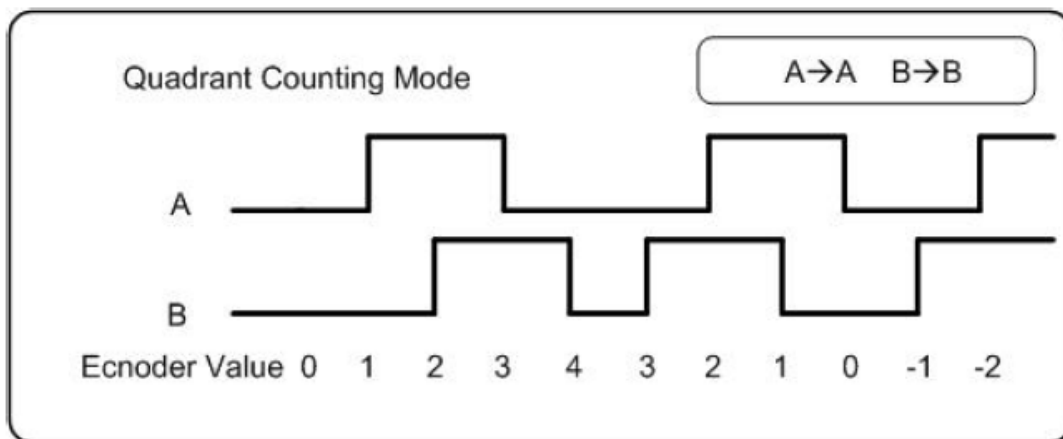 Quadrant Counting Mode
A→A B→B
A
B
Ecnoder Value 0 1 2 3 4 3 2 1 0 -1 -2